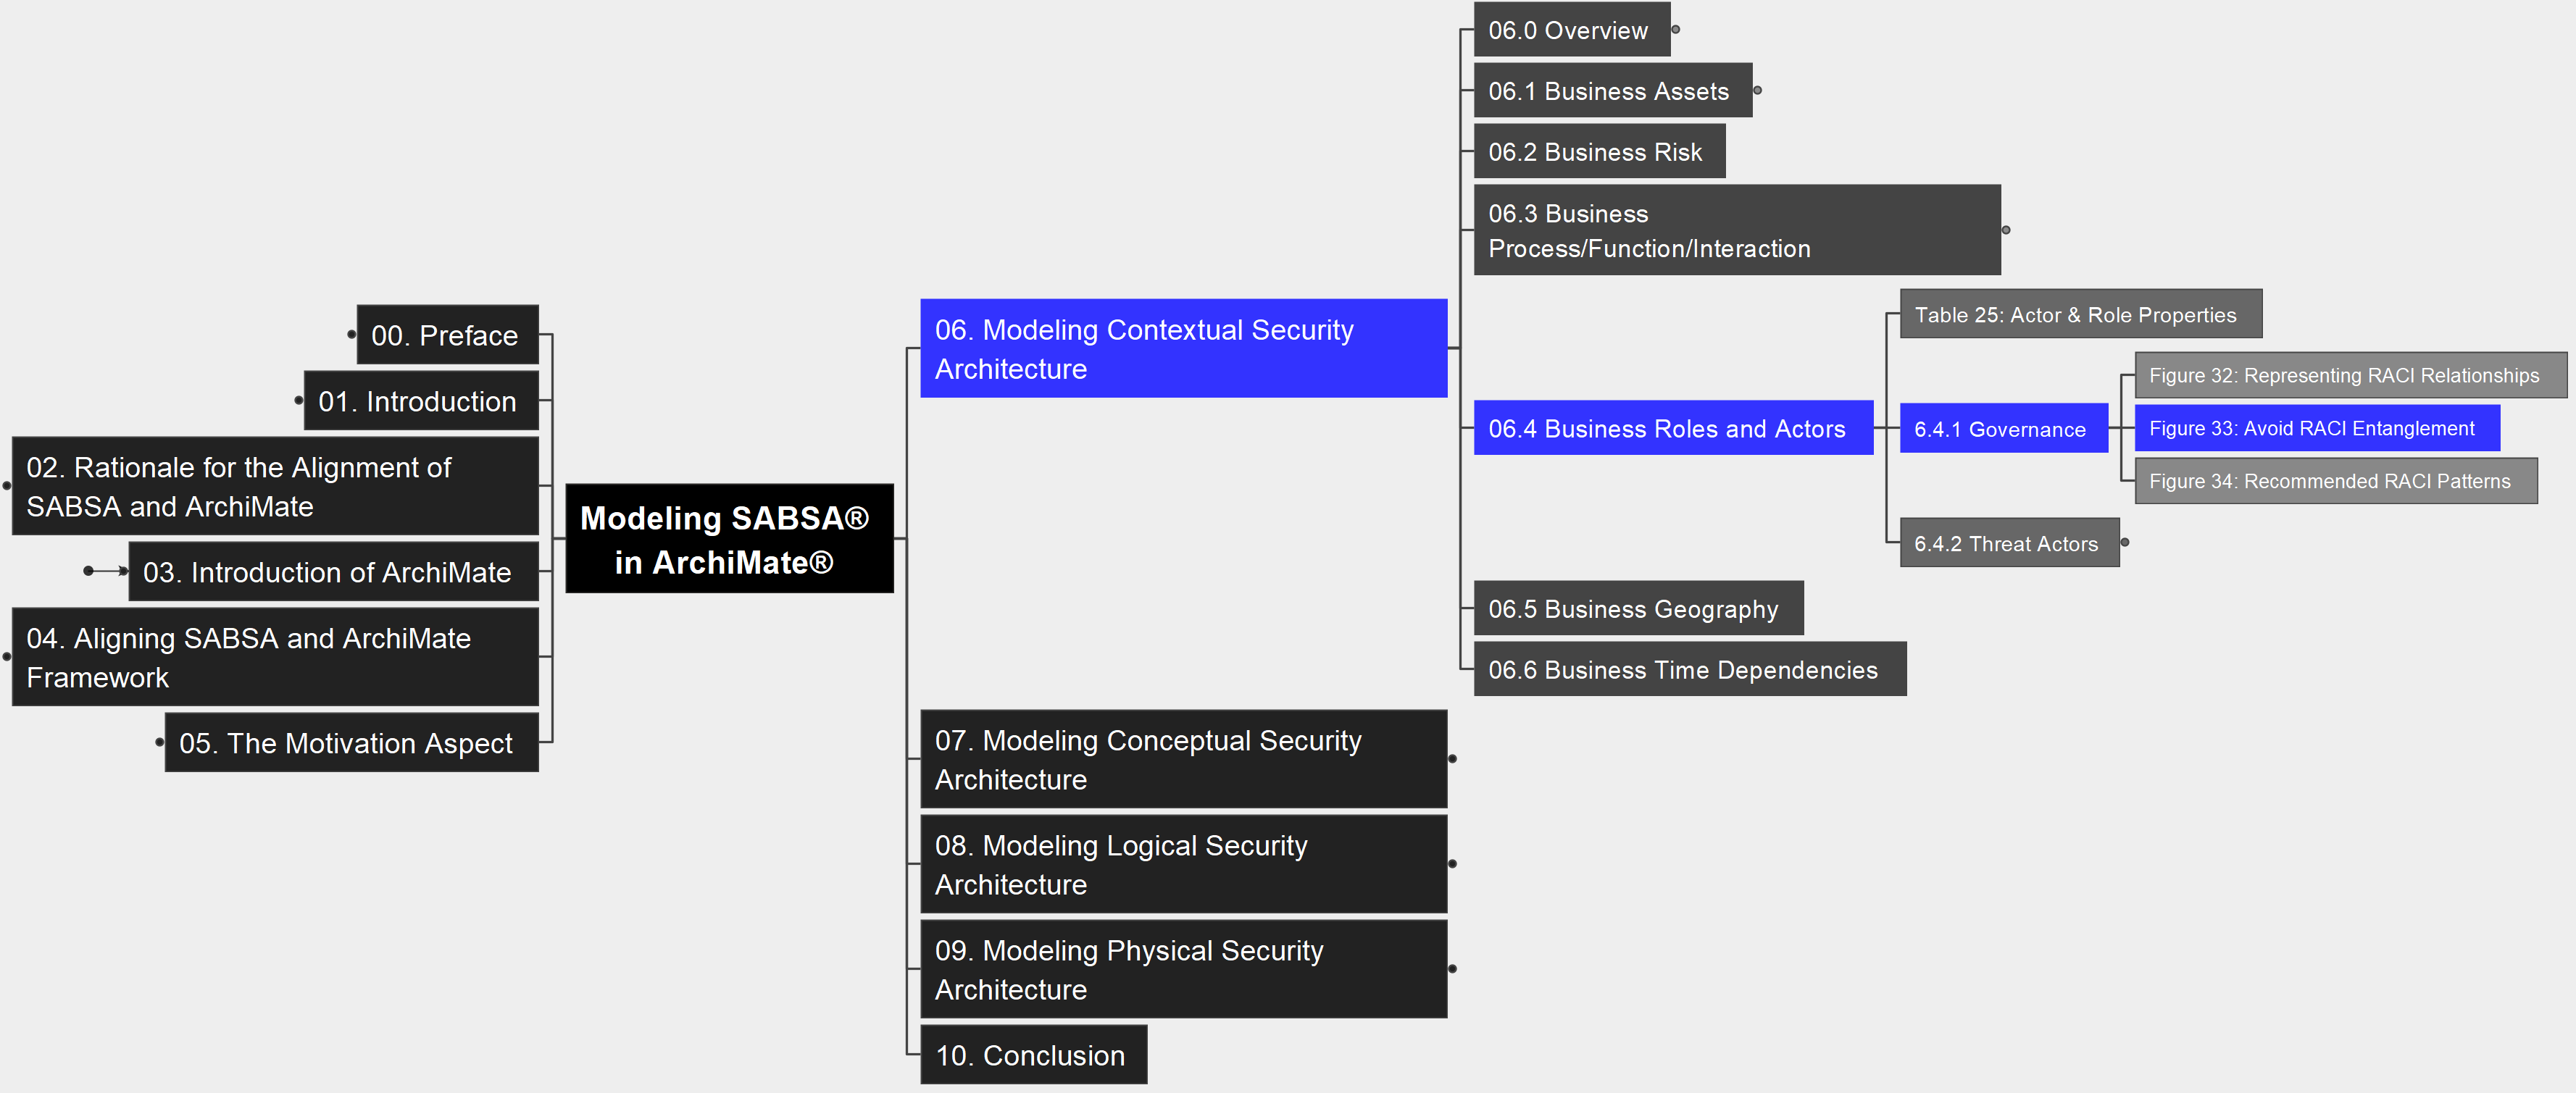 00. Preface
01. Introduction
02. Rationale for the Alignment of
SABSA and ArchiMate
03. Introduction of ArchiMate
04. Aligning SABSA and ArchiMate
Framework
05. The Motivation Aspect
Modeling SABSA®
in ArchiMate®
06. Modeling Contextual Security
Architecture
06.0 Overview
06.1 Business Assets
06.2 Business Risk
06.3 Business
Process/Function/Interaction
06.4 Business Roles and Actors
Table 25: Actor & Role Properties
6.4.1 Governance
Figure 32: Representing RACI Relationships
Figure 33: Avoid RACI Entanglement
Figure 34: Recommended RACI Patterns
6.4.2 Threat Actors
06.5 Business Geography
06.6 Business Time Dependencies
07. Modeling Conceptual Security
Architecture
08. Modeling Logical Security
Architecture
09. Modeling Physical Security
Architecture
10. Conclusion